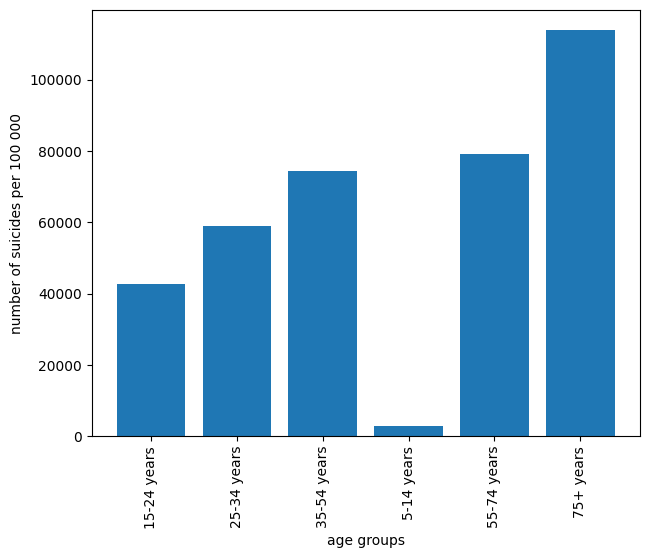 number of suicides per 100 000
100000
80000
60000
40000
20000
0
15-24 years
25-34 years
35-54 years
5-14 years
55-74 years
75+ years
age groups